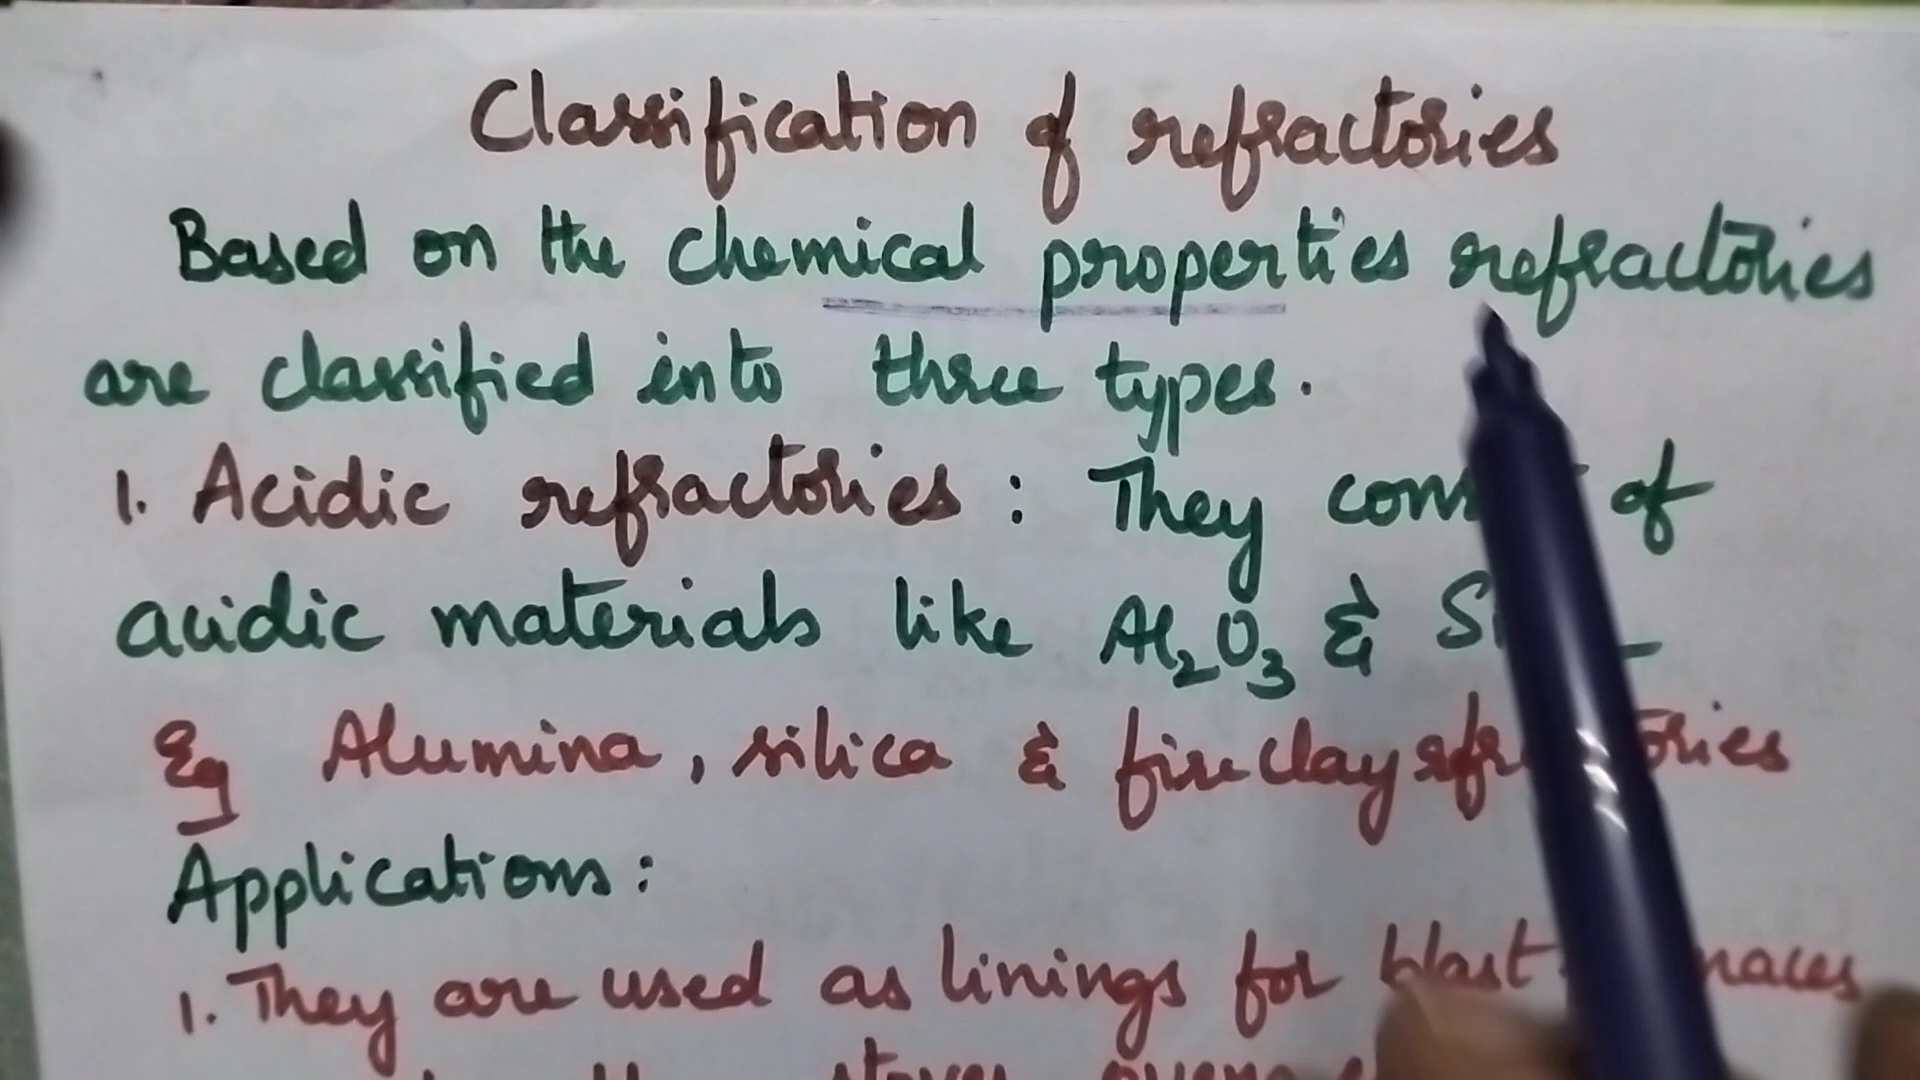 Classification of refractories
Based on the chemical properties refractories
are classified into three types.
1. Acidic refractories : They of
acidic materials like Al₂O₃ &
Eg Alumina, silica & fire clay
Applications :
1. They are used as linings for blast